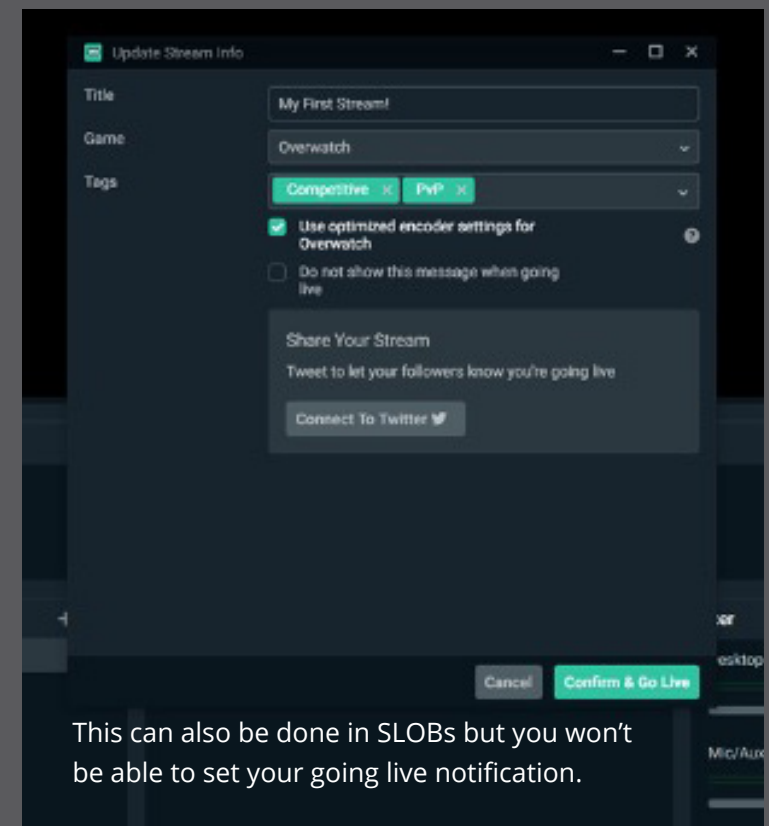 Update Stream Info
Title
My First Stream!
Game
Overwatch
Tags
Competitive × PvP ×
Use optimized encoder settings for
Overwatch
Do not show this message when going
live
Share Your Stream
Tweet to let your followers know you're going live
Connect To Twitter
Cancel
Confirm & Go Live
esktop
Mic/Aux
This can also be done in SLOBs but you won’t
be able to set your going live notification.